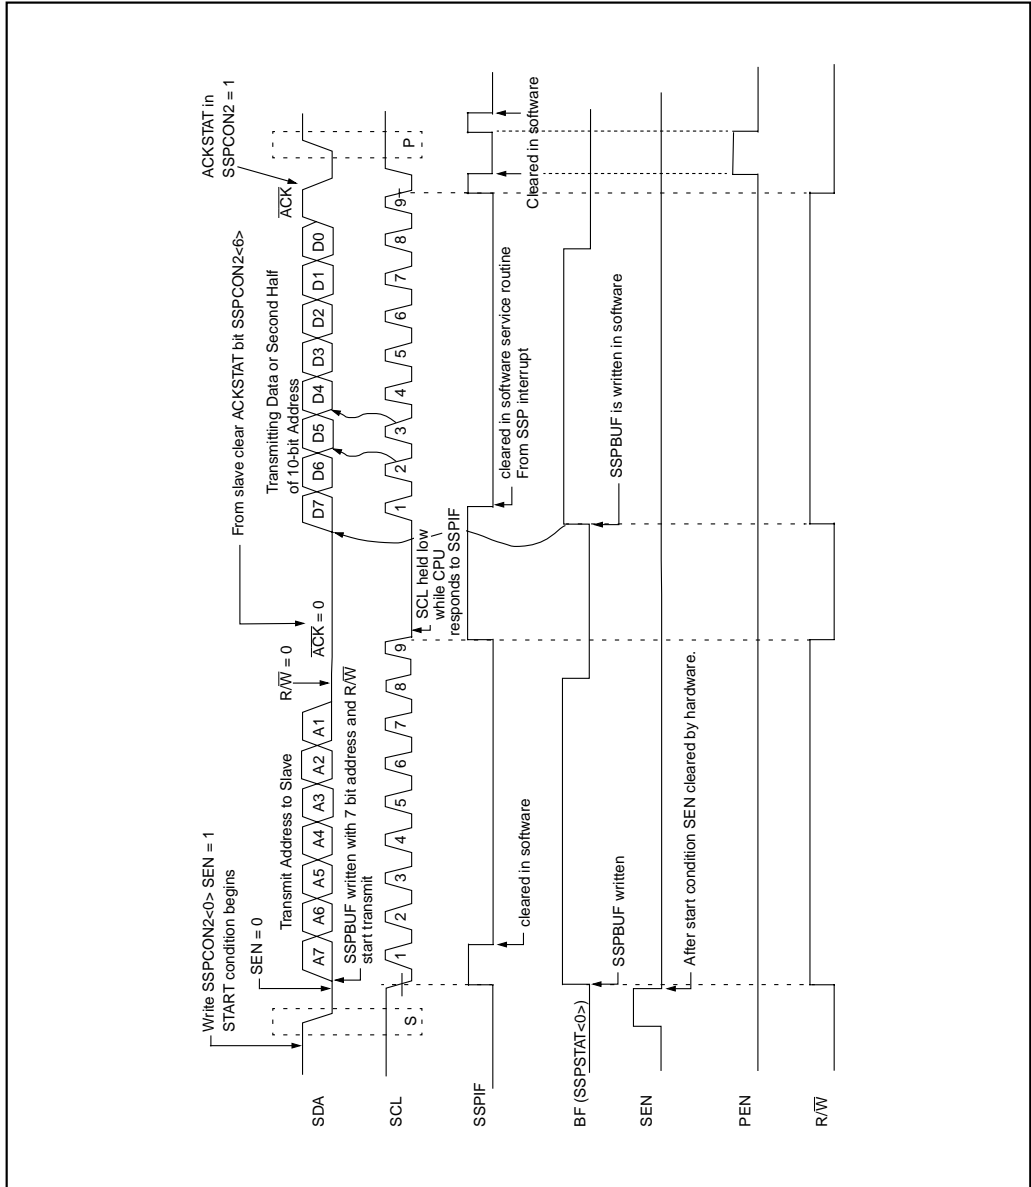 Write SSPCON2<0> SEN = 1
START condition begins
SEN = 0
From slave clear ACKSTAT bit SSPCON2<6>
ACKSTAT in
SSPCON2 = 1
Transmit Address to Slave
R/W = 0
ACK = 0
Transmitting Data or Second Half
of 10-bit Address
ACK
SDA
A7 A6 A5 A4 A3 A2 A1
D7 D6 D5 D4 D3 D2 D1 D0
SSPBUF written with 7 bit address and R/W
start transmit
SCL
S
1 2 3 4 5 6 7 8 9
1 2 3 4 5 6 7 8 9
P
SCL held low
while CPU
responds to SSPIF
SSPIF
cleared in software
cleared in software service routine
From SSP interrupt
Cleared in software
BF (SSPSTAT<0>)
SSPBUF written
SSPBUF is written in software
SEN
After start condition SEN cleared by hardware.
PEN
R/W